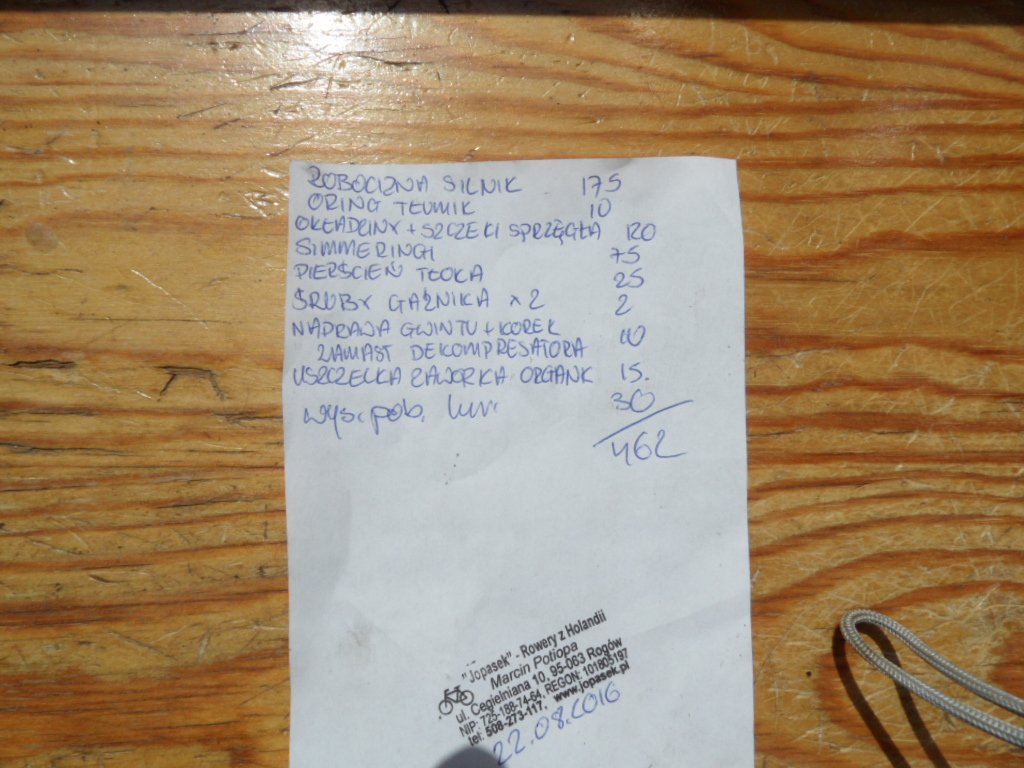 ROBOCIZNA SILNIK 175
ORING TŁUMIK 10
OKŁADZINY + SZCZEKI SPRZĘGŁA 120
SIMMERINGI 75
PIERŚCIEŃ TŁOKA 25
ŚRUBY GAŹNIKA x 2 2
NAPRAWA GWINTU + KOREK 10
ZAMIAST DEKOMPRESATORA
USZCZELKA ZAWORKA ORGANK 15.
wys. pob. kur. 30
462
"Jopasek" - Rowery z Holandii
Marcin Potiopa
ul. Cegielniana 10, 95-063 Rogów
NIP: 725-188-74-64, REGON: 101805197
tel: 508-273-117, www.jopasek.pl
22.08.2016